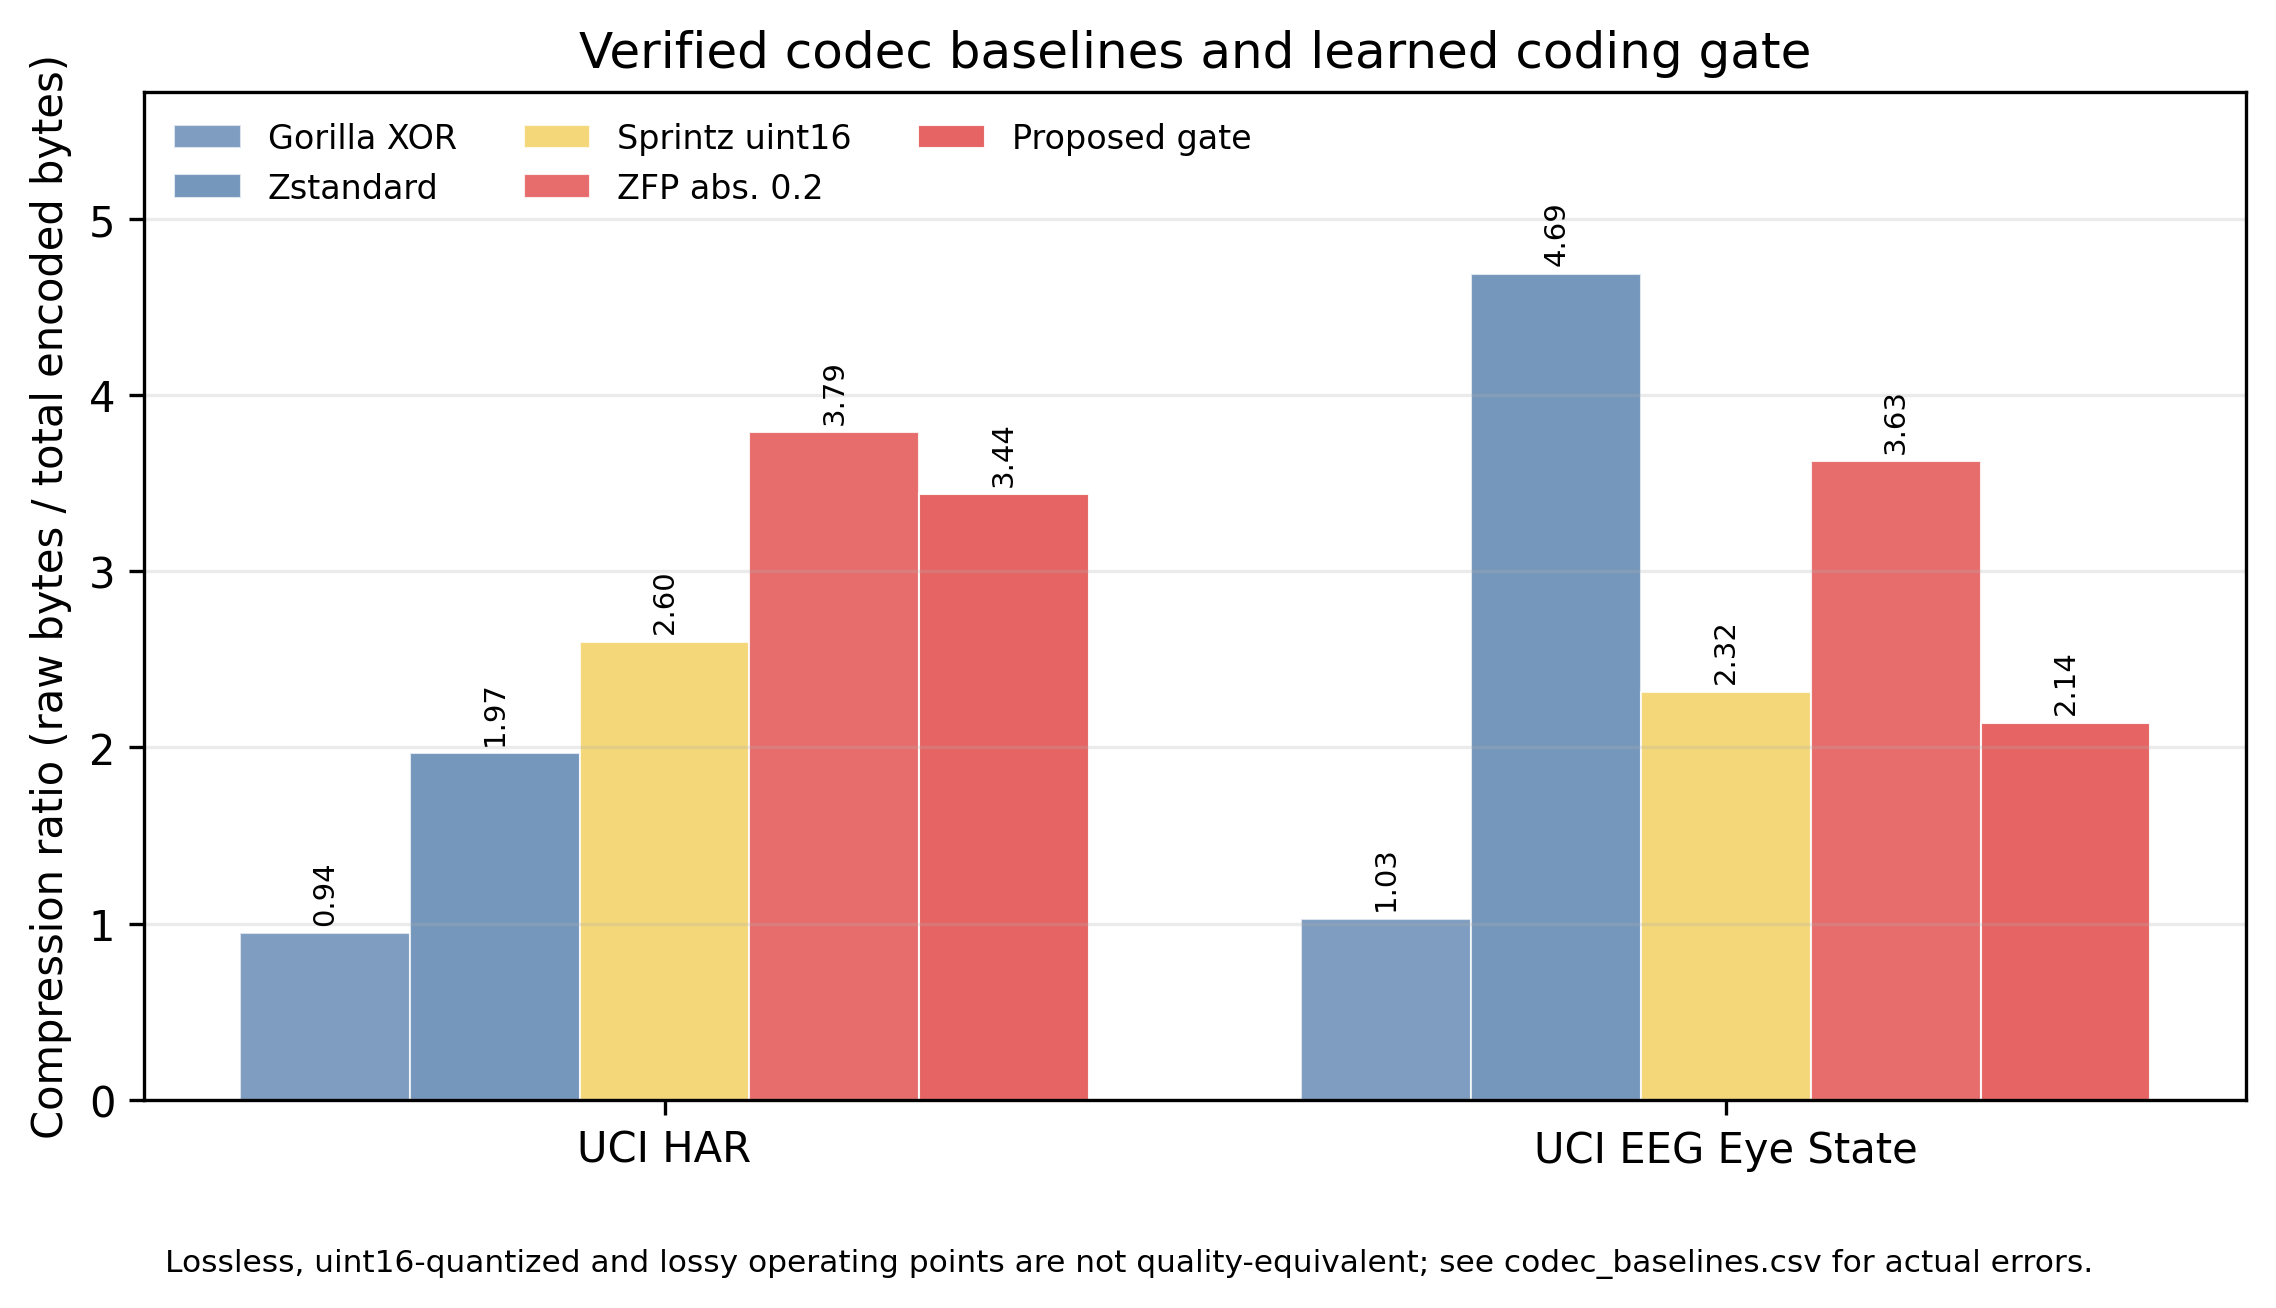 Verified codec baselines and learned coding gate
Compression ratio (raw bytes / total encoded bytes)
Gorilla XOR
Zstandard
Sprintz uint16
ZFP abs. 0.2
Proposed gate
5
4
3
2
1
0
0.94
1.97
2.60
3.79
3.44
1.03
4.69
2.32
3.63
2.14
UCI HAR
UCI EEG Eye State
Lossless, uint16-quantized and lossy operating points are not quality-equivalent; see codec_baselines.csv for actual errors.